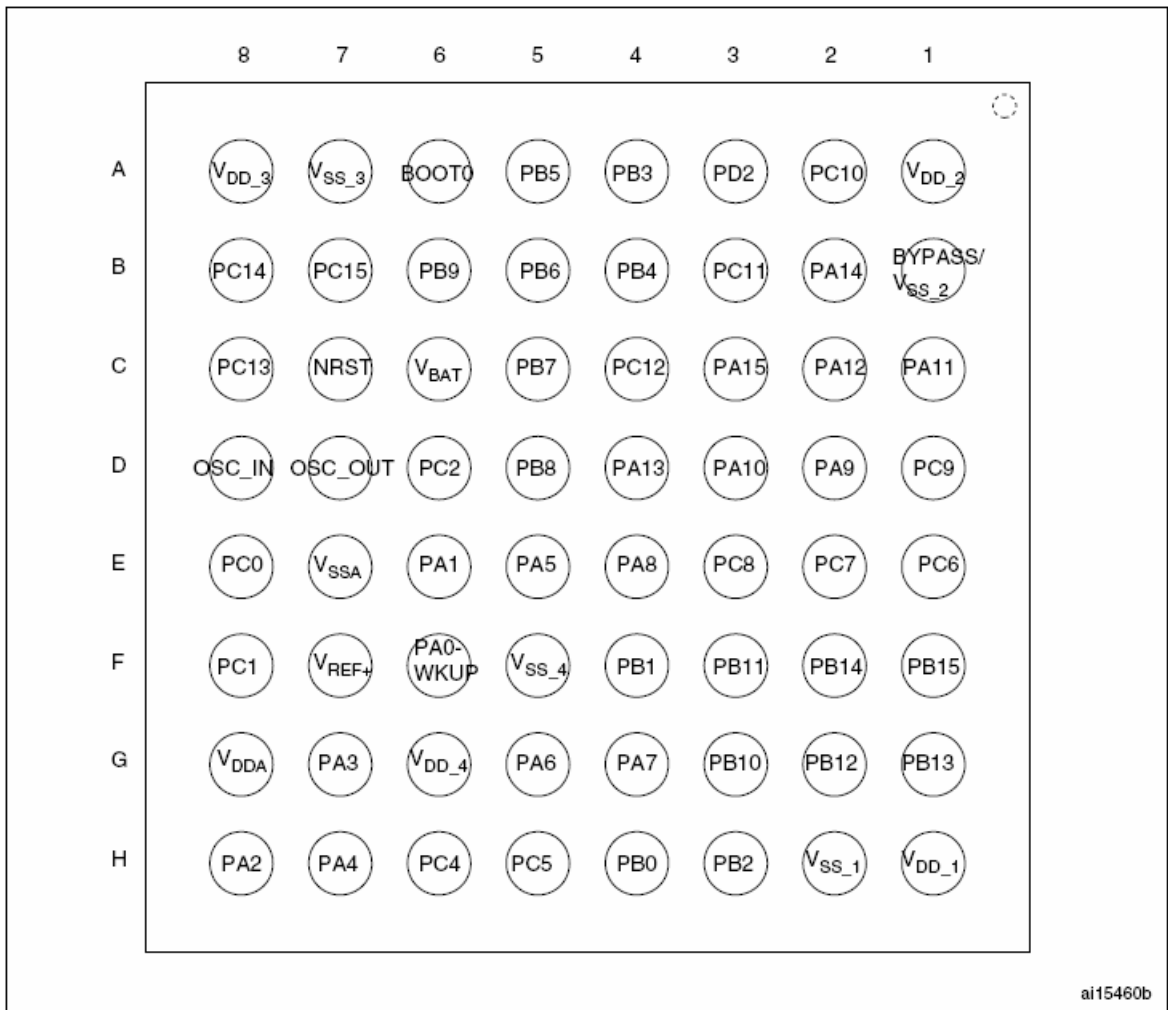 8 7 6 5 4 3 2 1
A VDD_3 VSS_3 BOOT0 PB5 PB3 PD2 PC10 VDD_2
B PC14 PC15 PB9 PB6 PB4 PC11 PA14 BYPASS/
VSS_2
C PC13 NRST VBAT PB7 PC12 PA15 PA12 PA11
D OSC_IN OSC_OUT PC2 PB8 PA13 PA10 PA9 PC9
E PC0 VSSA PA1 PA5 PA8 PC8 PC7 PC6
F PC1 VREF+ PA0-
WKUP VSS_4 PB1 PB11 PB14 PB15
G VDDA PA3 VDD_4 PA6 PA7 PB10 PB12 PB13
H PA2 PA4 PC4 PC5 PB0 PB2 VSS_1 VDD_1
ai15460b